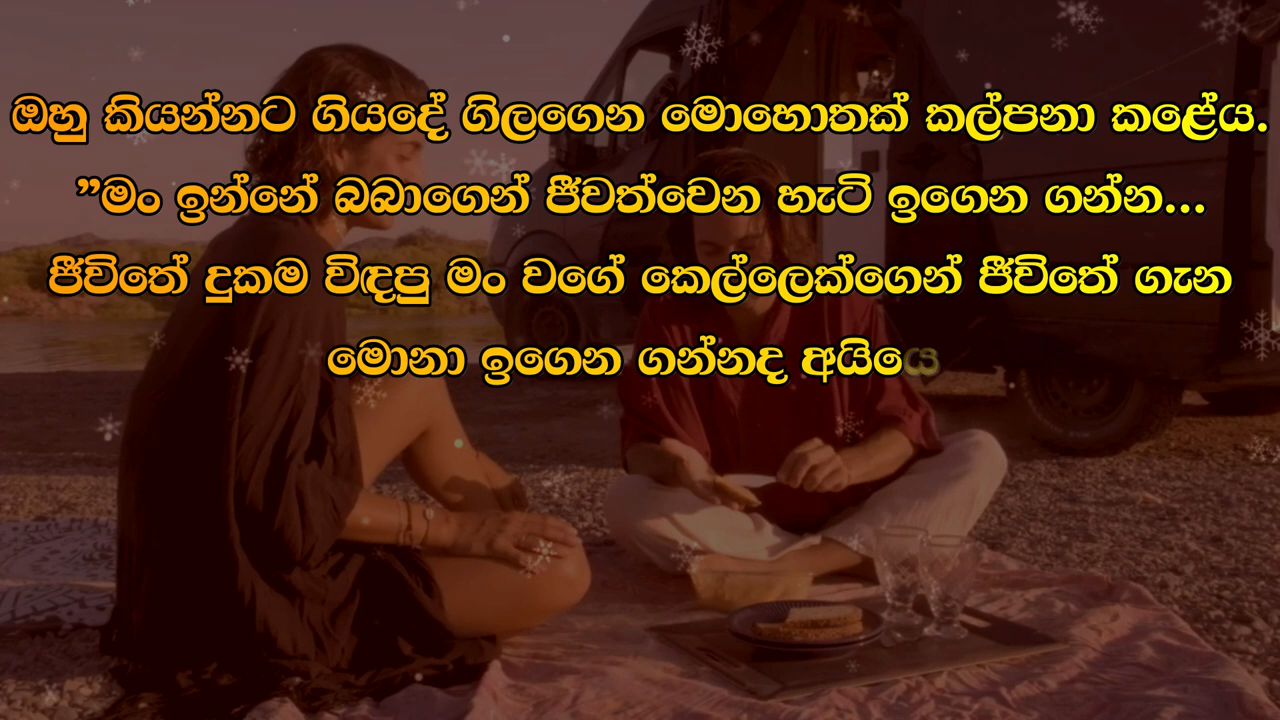 ඔහු කියන්නට ගියදේ ගිලගෙන මොහොතක් කල්පනා කළේය.
”මං ඉන්නේ බබාගෙන් ජීවත්වෙන හැටි ඉගෙන ගන්න...
ජීවිතේ දුකම විඳපු මං වගේ කෙල්ලෙක්ගෙන් ජීවිතේ ගැන
මොනා ඉගෙන ගන්නද අයියෙ